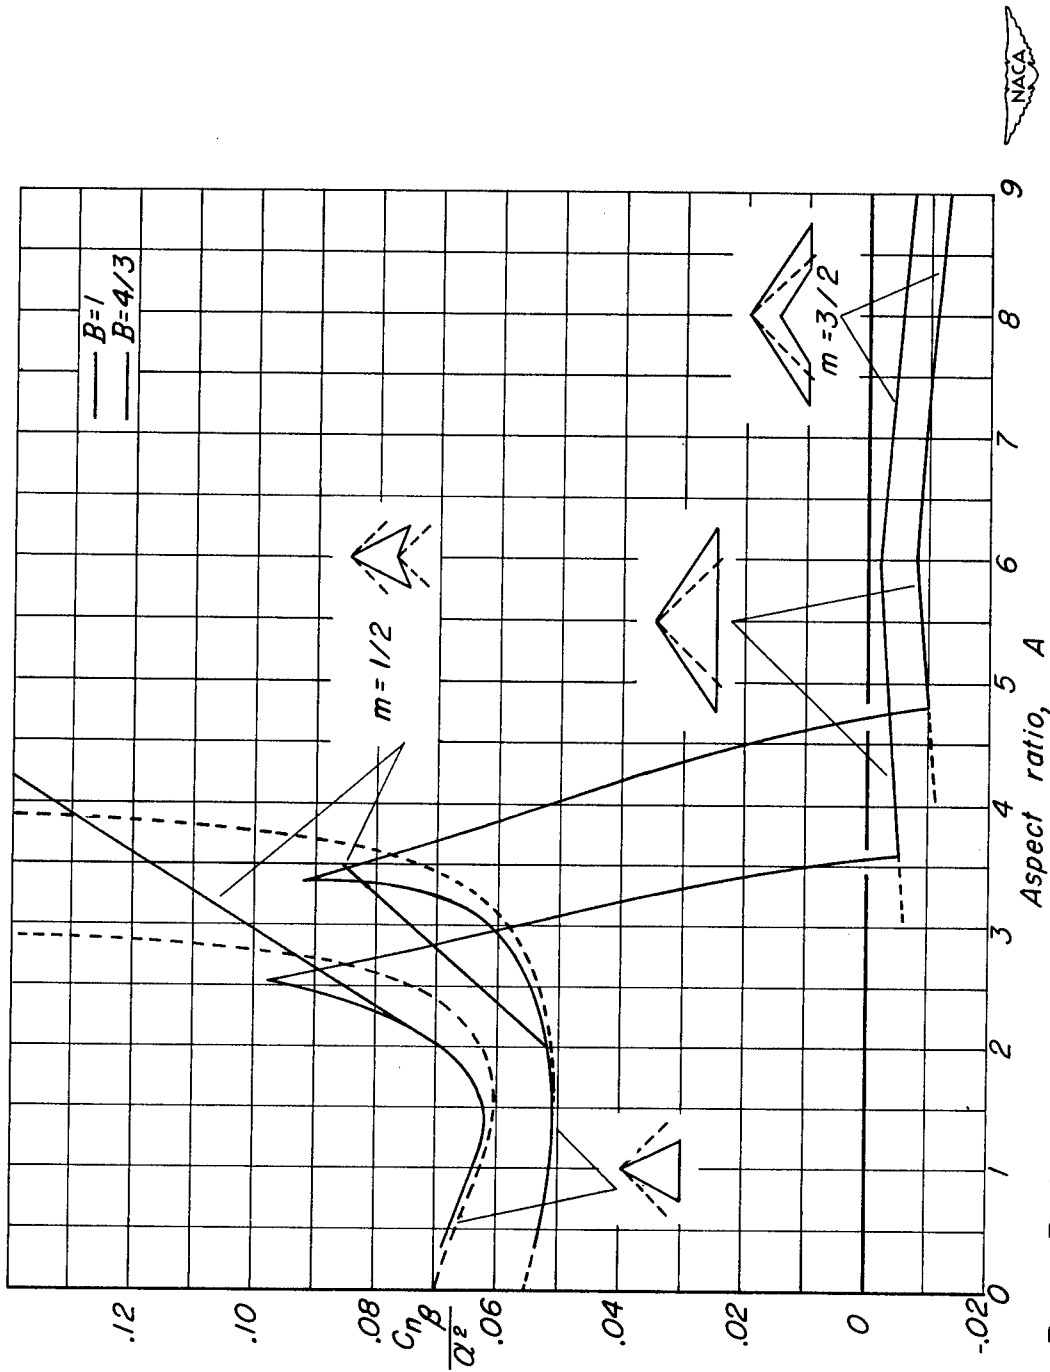 B=1
B=4/3
m = 1/2
m = 3/2
.12
.10
.08
.06
.04
.02
0
-.02
Cnβ
α²
0 1 2 3 4 5 6 7 8 9
Aspect ratio, A
NACA